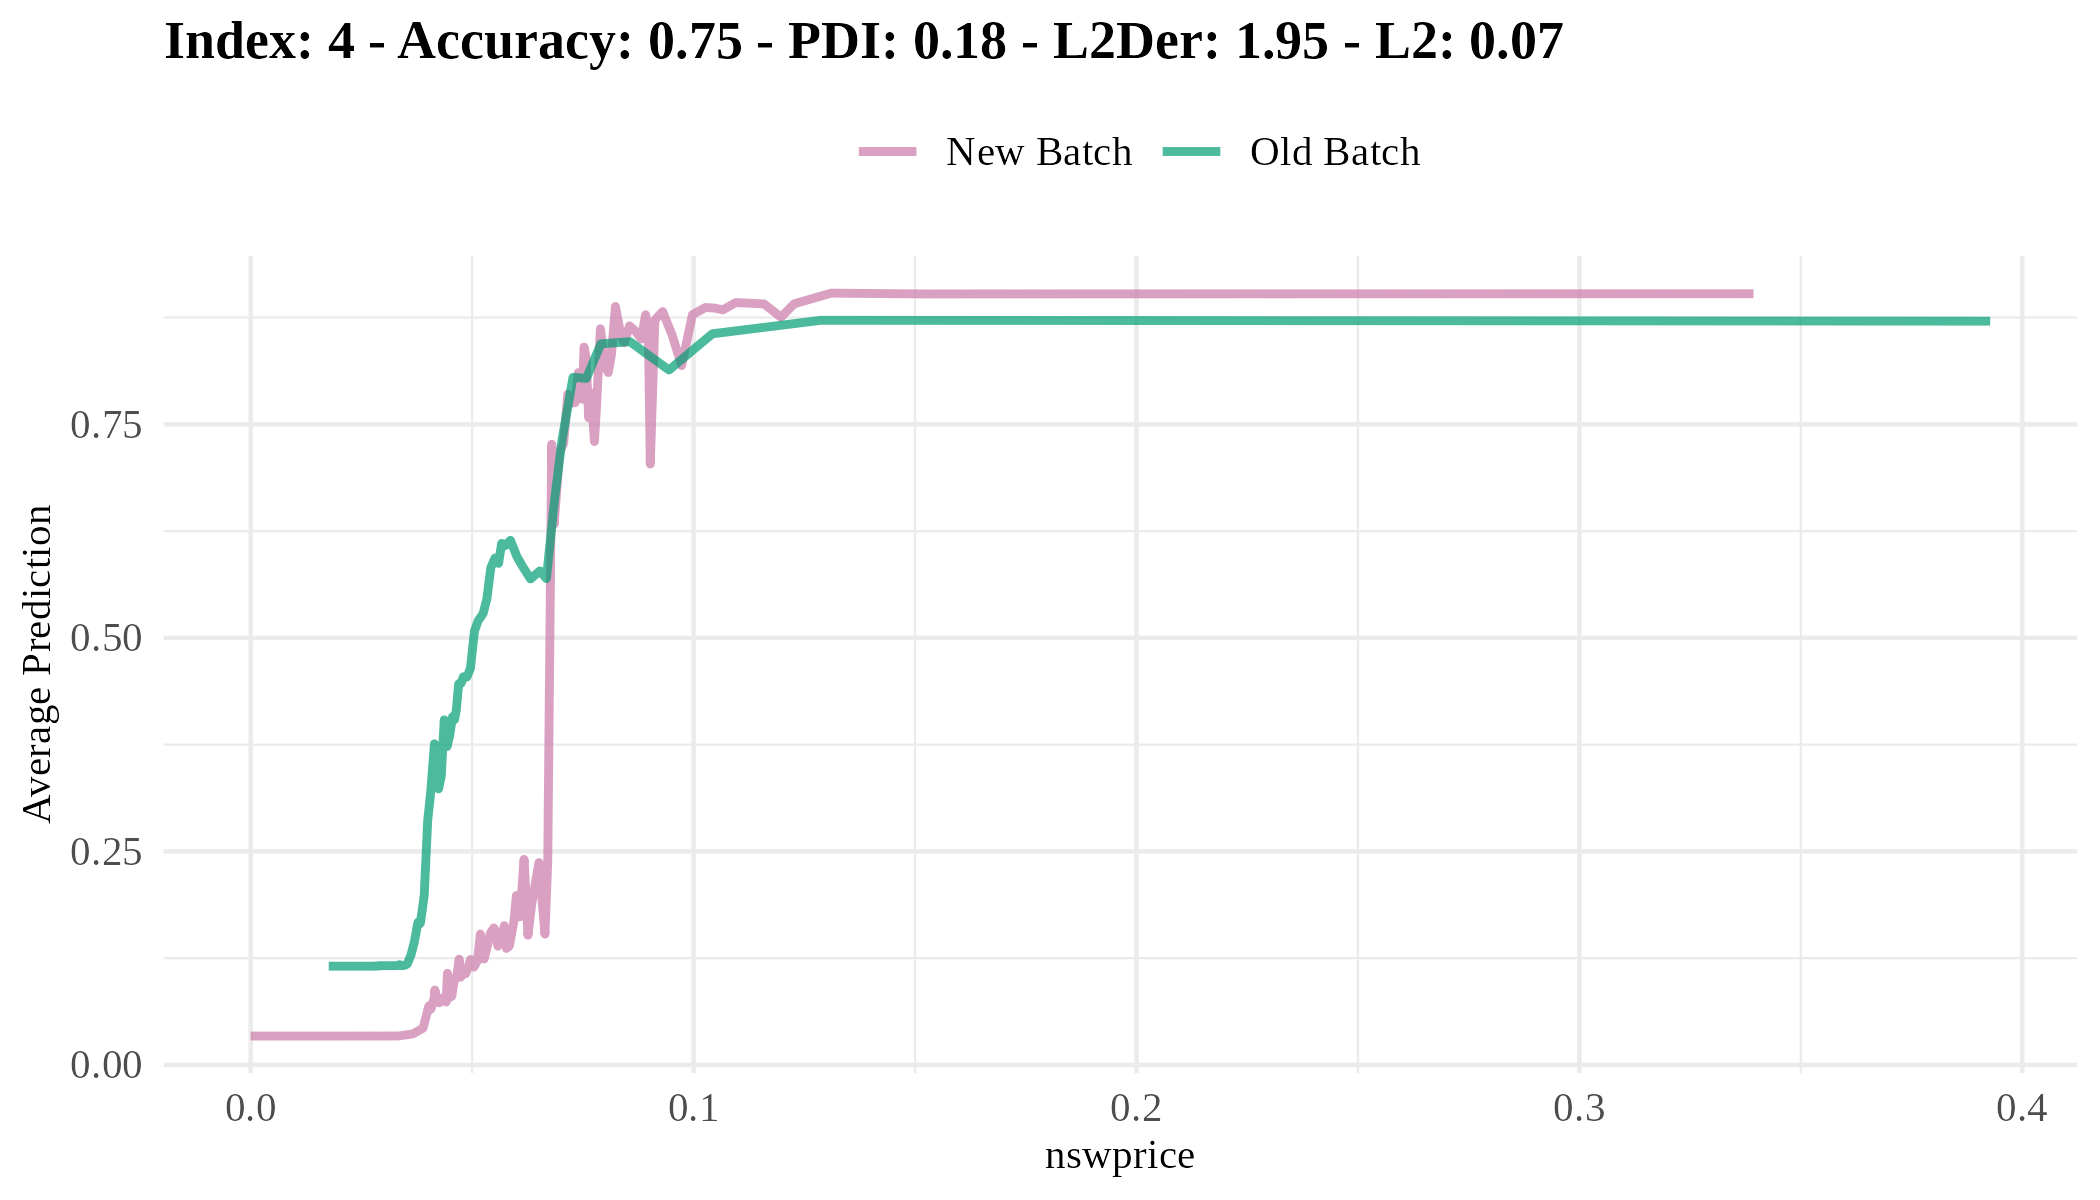 Index: 4 - Accuracy: 0.75 - PDI: 0.18 - L2Der: 1.95 - L2: 0.07
New Batch Old Batch
Average Prediction
0.75
0.50
0.25
0.00
0.0 0.1 0.2 0.3 0.4
nswprice